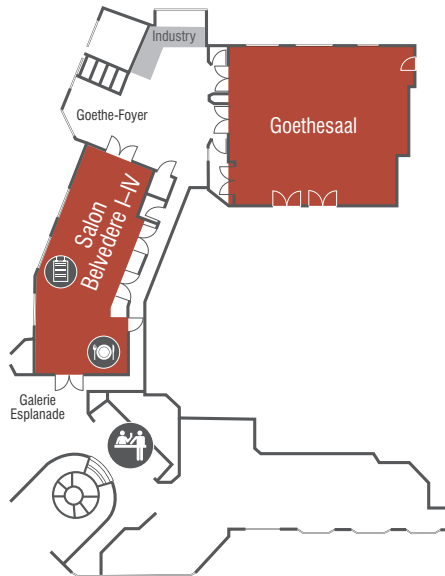 Industry
Goethe-Foyer
Goethesaal
Salon
Belvedere I–IV
Galerie
Esplanade